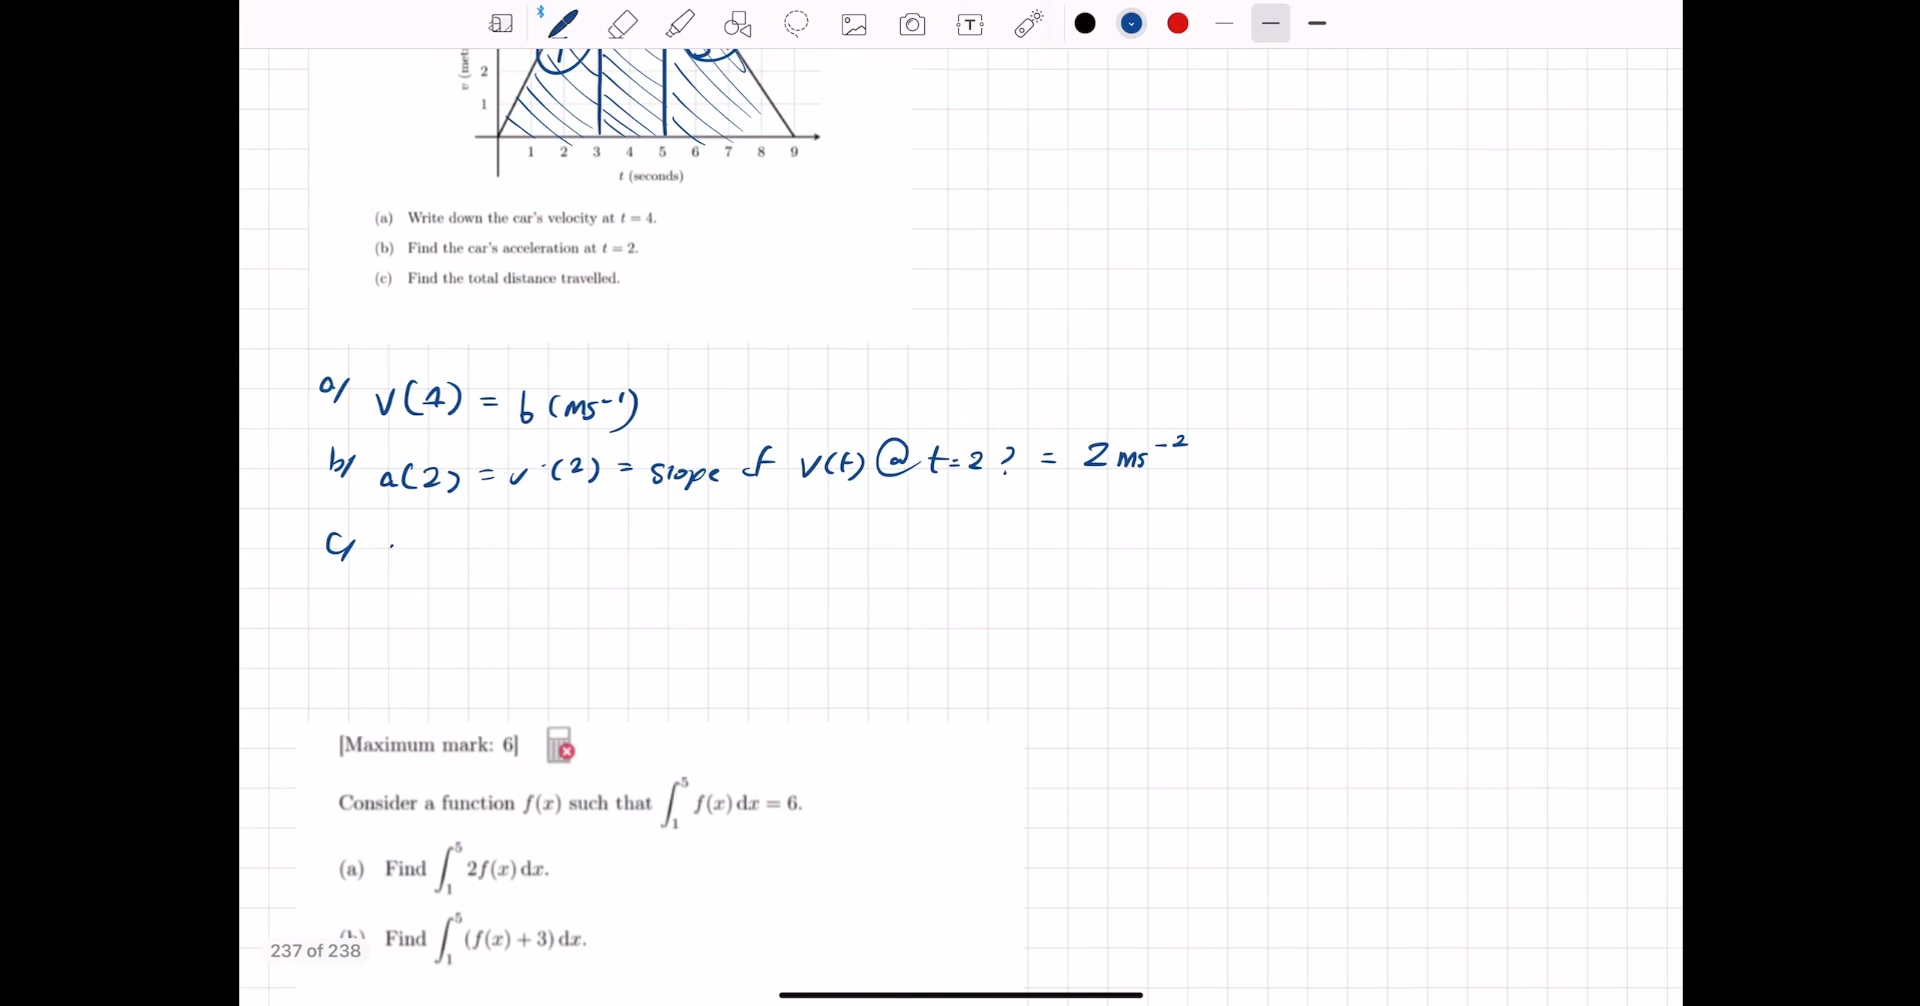 v (met
2
1
1 2 3 4 5 6 7 8 9
t (seconds)
(a) Write down the car's velocity at t = 4.
(b) Find the car's acceleration at t = 2.
(c) Find the total distance travelled.
a/ v(4) = 6 (ms⁻¹)
b/ a(2) = v'(2) = slope of v(t) @ t=2 ? = 2 ms⁻²
c/
[Maximum mark: 6]
Consider a function f(x) such that ∫₁⁵ f(x) dx = 6.
(a) Find ∫₁⁵ 2f(x) dx.
(b) Find ∫₁⁵ (f(x) + 3) dx.
237 of 238